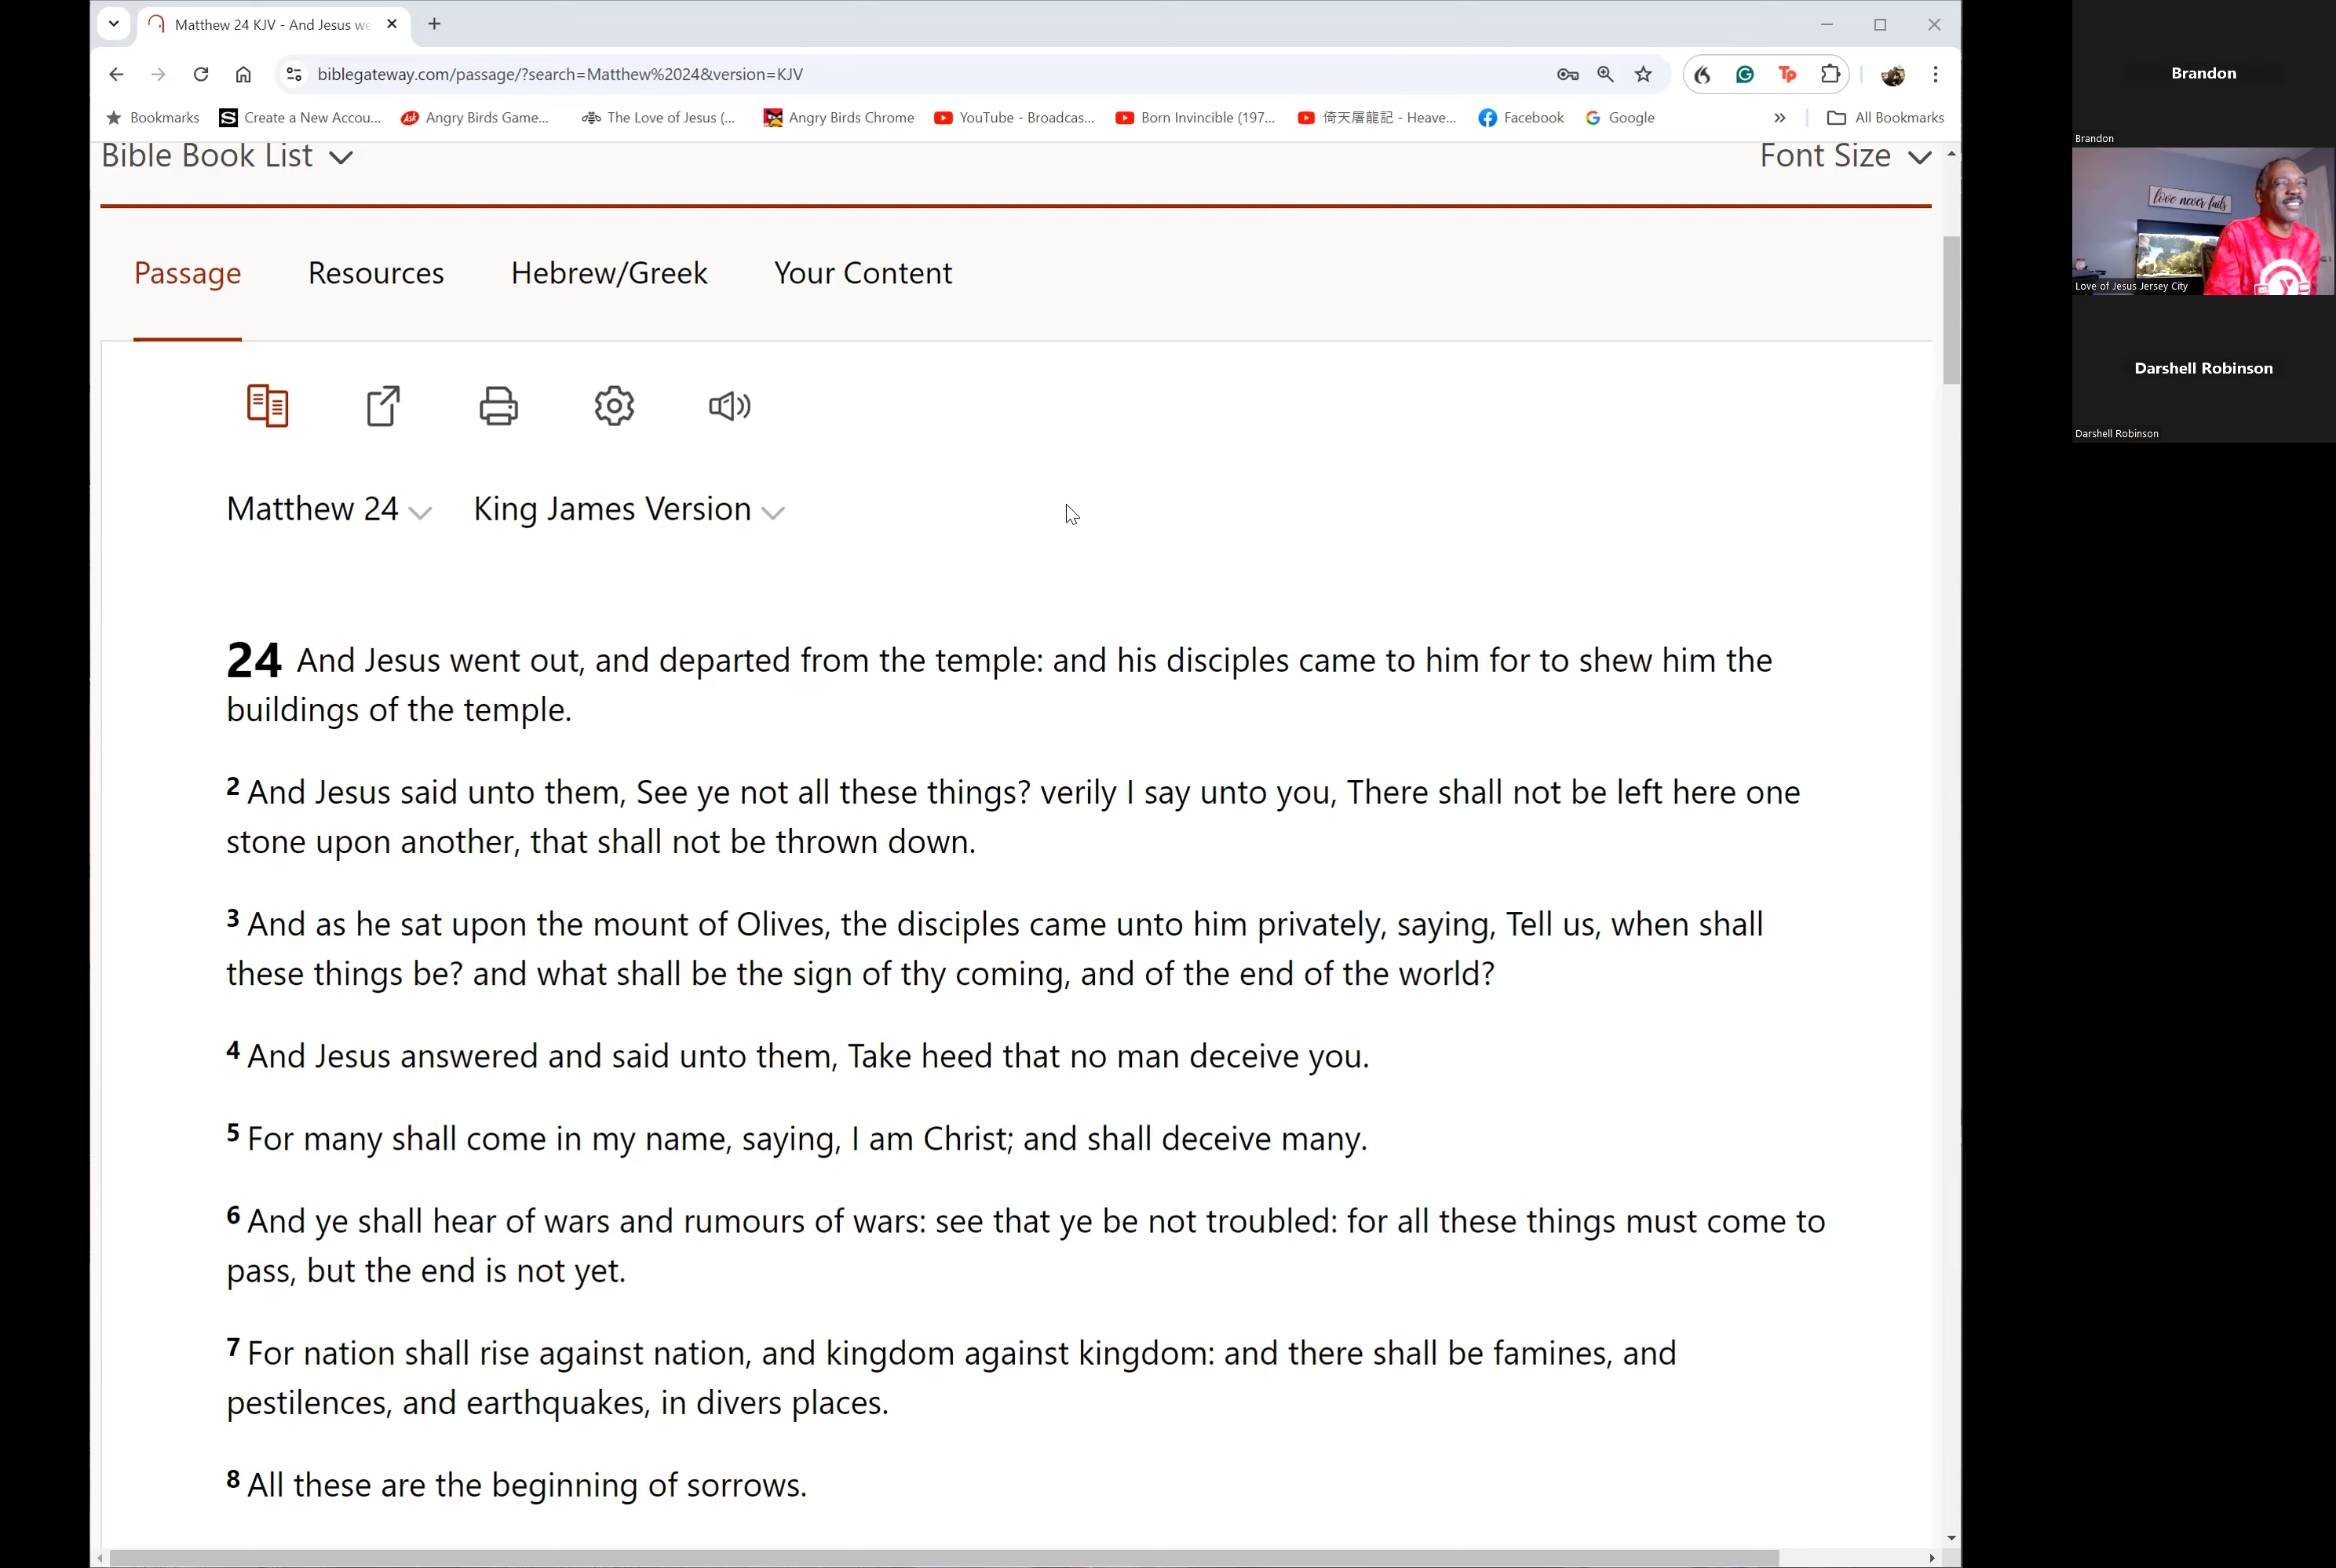 Matthew 24 KJV - And Jesus we
biblegateway.com/passage/?search=Matthew%2024&version=KJV
Bookmarks Create a New Accou... Angry Birds Game... The Love of Jesus (... Angry Birds Chrome YouTube - Broadcas... Born Invincible (197... 倚天屠龍記 - Heave... Facebook Google » All Bookmarks
Bible Book List Font Size
Passage Resources Hebrew/Greek Your Content
Matthew 24 King James Version
24 And Jesus went out, and departed from the temple: and his disciples came to him for to shew him the
buildings of the temple.
2 And Jesus said unto them, See ye not all these things? verily I say unto you, There shall not be left here one
stone upon another, that shall not be thrown down.
3 And as he sat upon the mount of Olives, the disciples came unto him privately, saying, Tell us, when shall
these things be? and what shall be the sign of thy coming, and of the end of the world?
4 And Jesus answered and said unto them, Take heed that no man deceive you.
5 For many shall come in my name, saying, I am Christ; and shall deceive many.
6 And ye shall hear of wars and rumours of wars: see that ye be not troubled: for all these things must come to
pass, but the end is not yet.
7 For nation shall rise against nation, and kingdom against kingdom: and there shall be famines, and
pestilences, and earthquakes, in divers places.
8 All these are the beginning of sorrows.
Brandon
Brandon
love never fails
Love of Jesus Jersey City
Darshell Robinson
Darshell Robinson